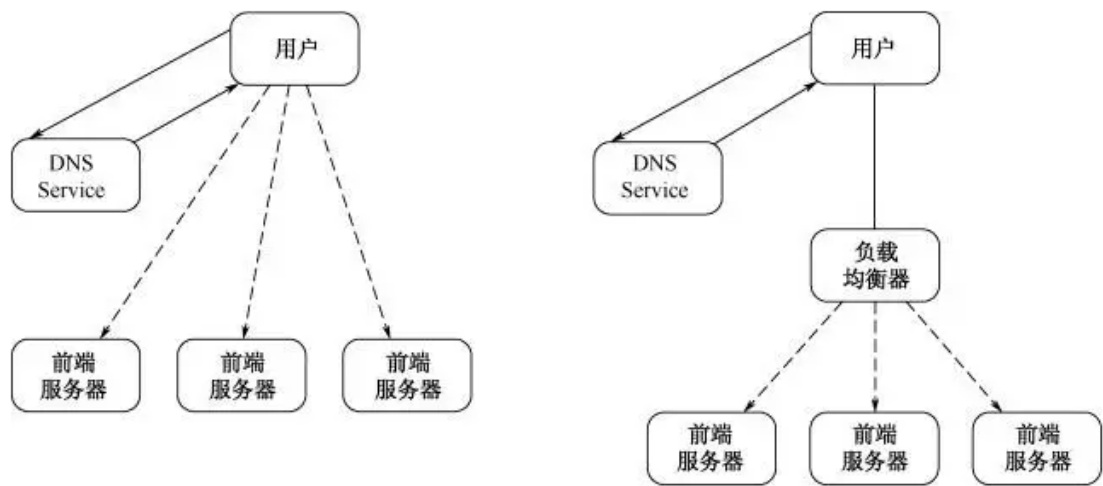 用户
DNS
Service
前端
服务器
前端
服务器
前端
服务器
用户
DNS
Service
负载
均衡器
前端
服务器
前端
服务器
前端
服务器